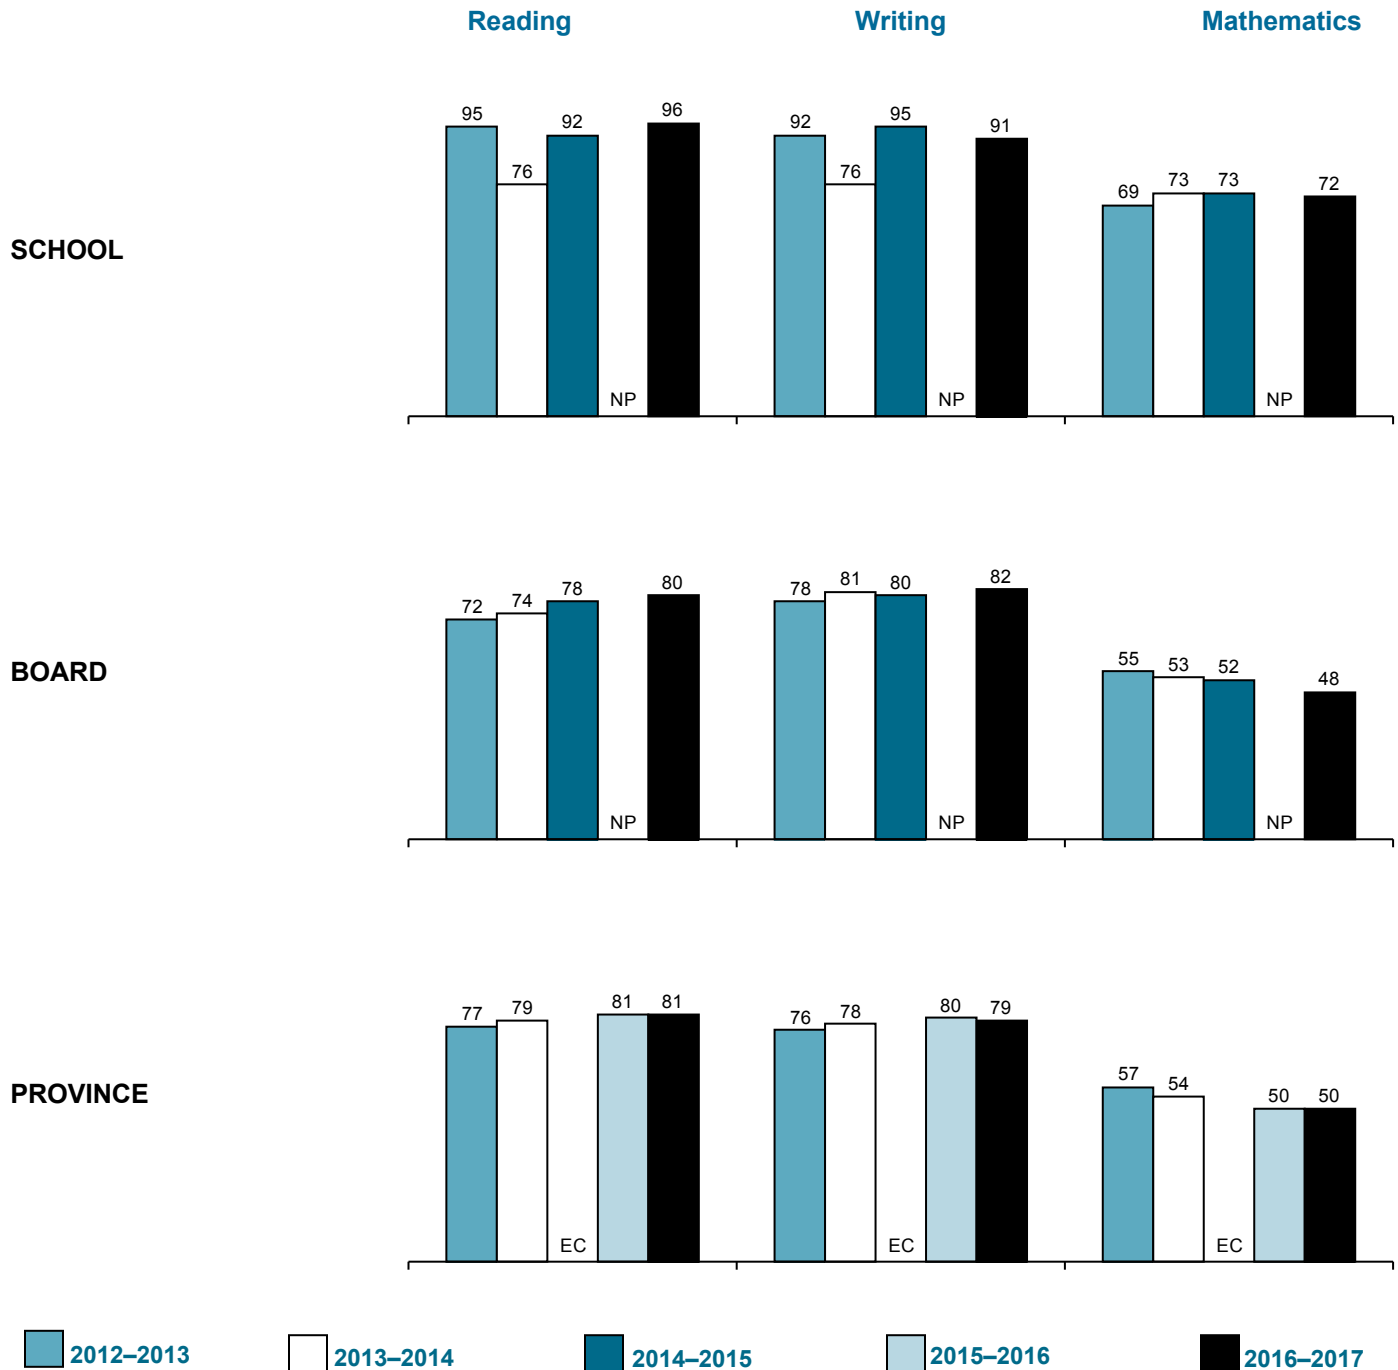 Reading Writing Mathematics
SCHOOL
95 76 92 NP 96
92 76 95 NP 91
69 73 73 NP 72
BOARD
72 74 78 NP 80
78 81 80 NP 82
55 53 52 NP 48
PROVINCE
77 79 EC 81 81
76 78 EC 80 79
57 54 EC 50 50
2012–2013 2013–2014 2014–2015 2015–2016 2016–2017